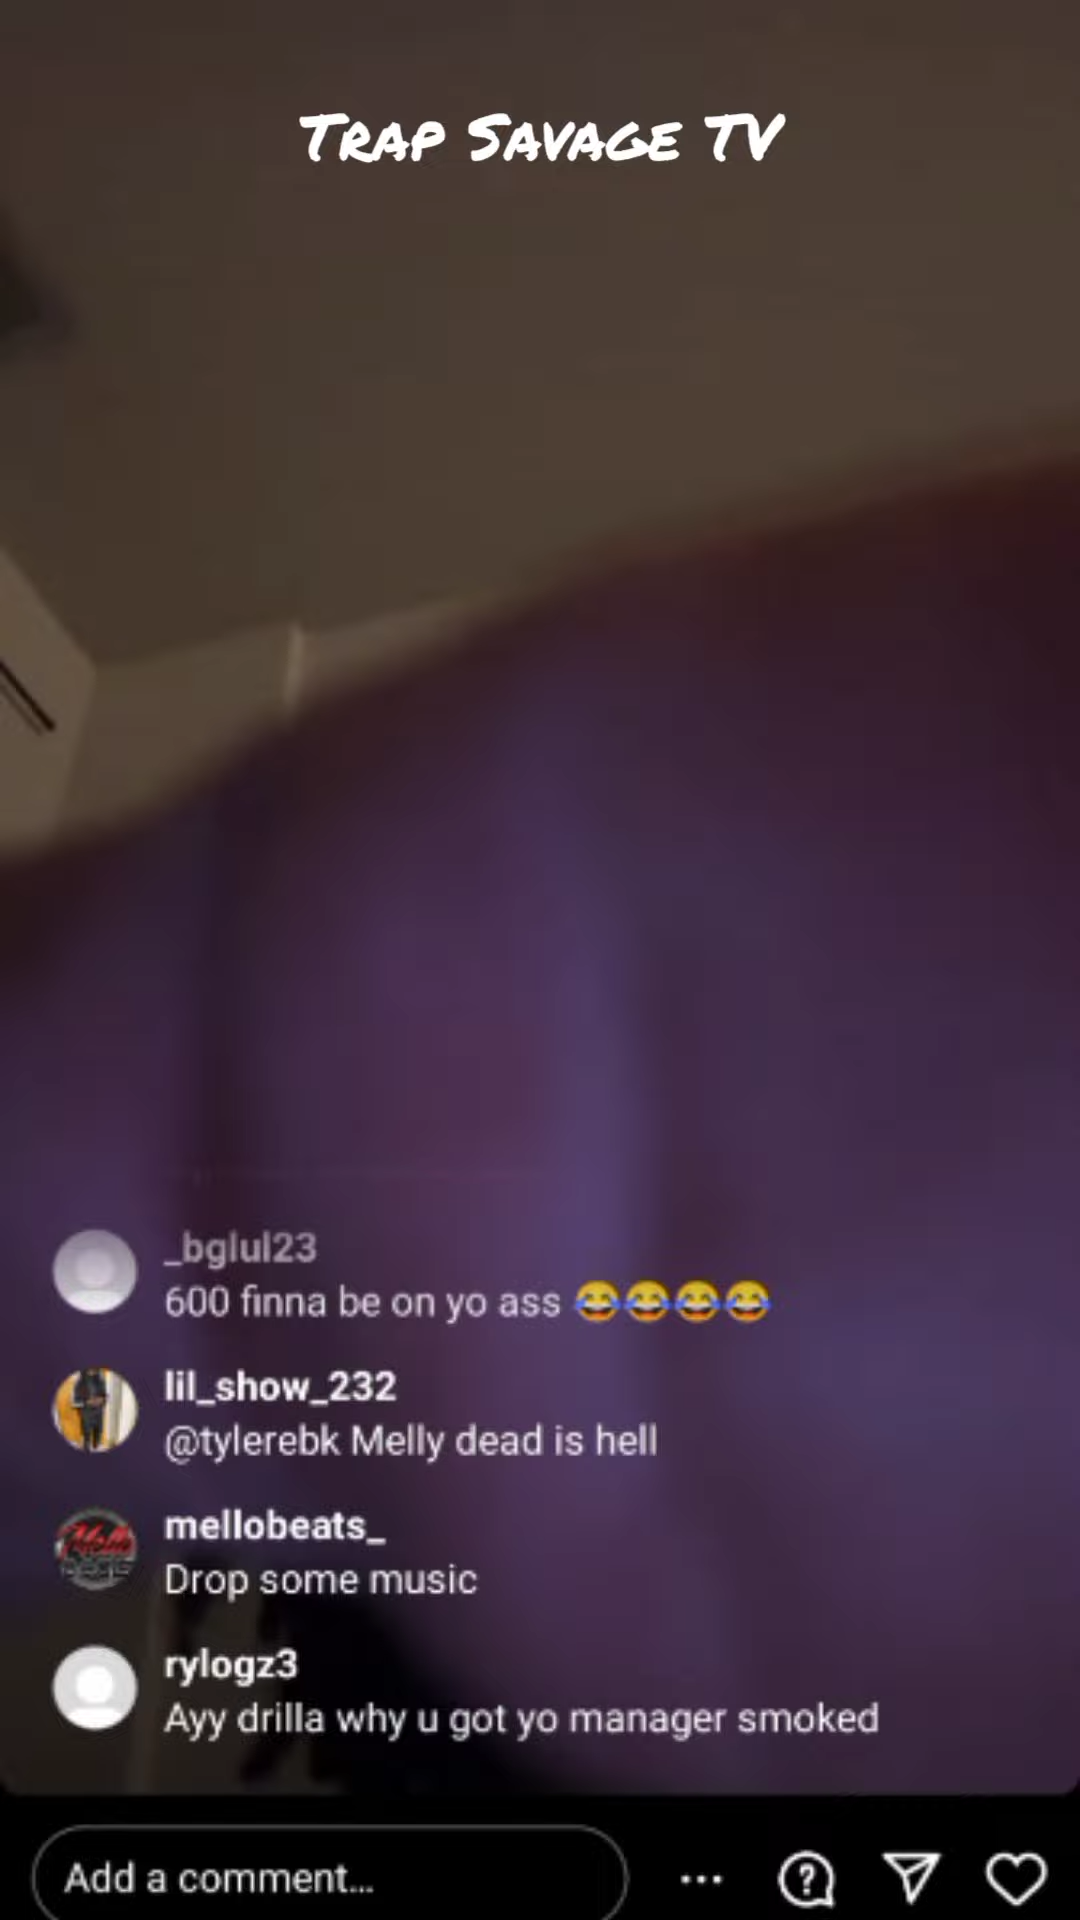 Trap Savage TV
_bglul23
600 finna be on yo ass 😂😂😂😂
lil_show_232
@tylerebk Melly dead is hell
mellobeats_
Drop some music
rylogz3
Ayy drilla why u got yo manager smoked
Add a comment...